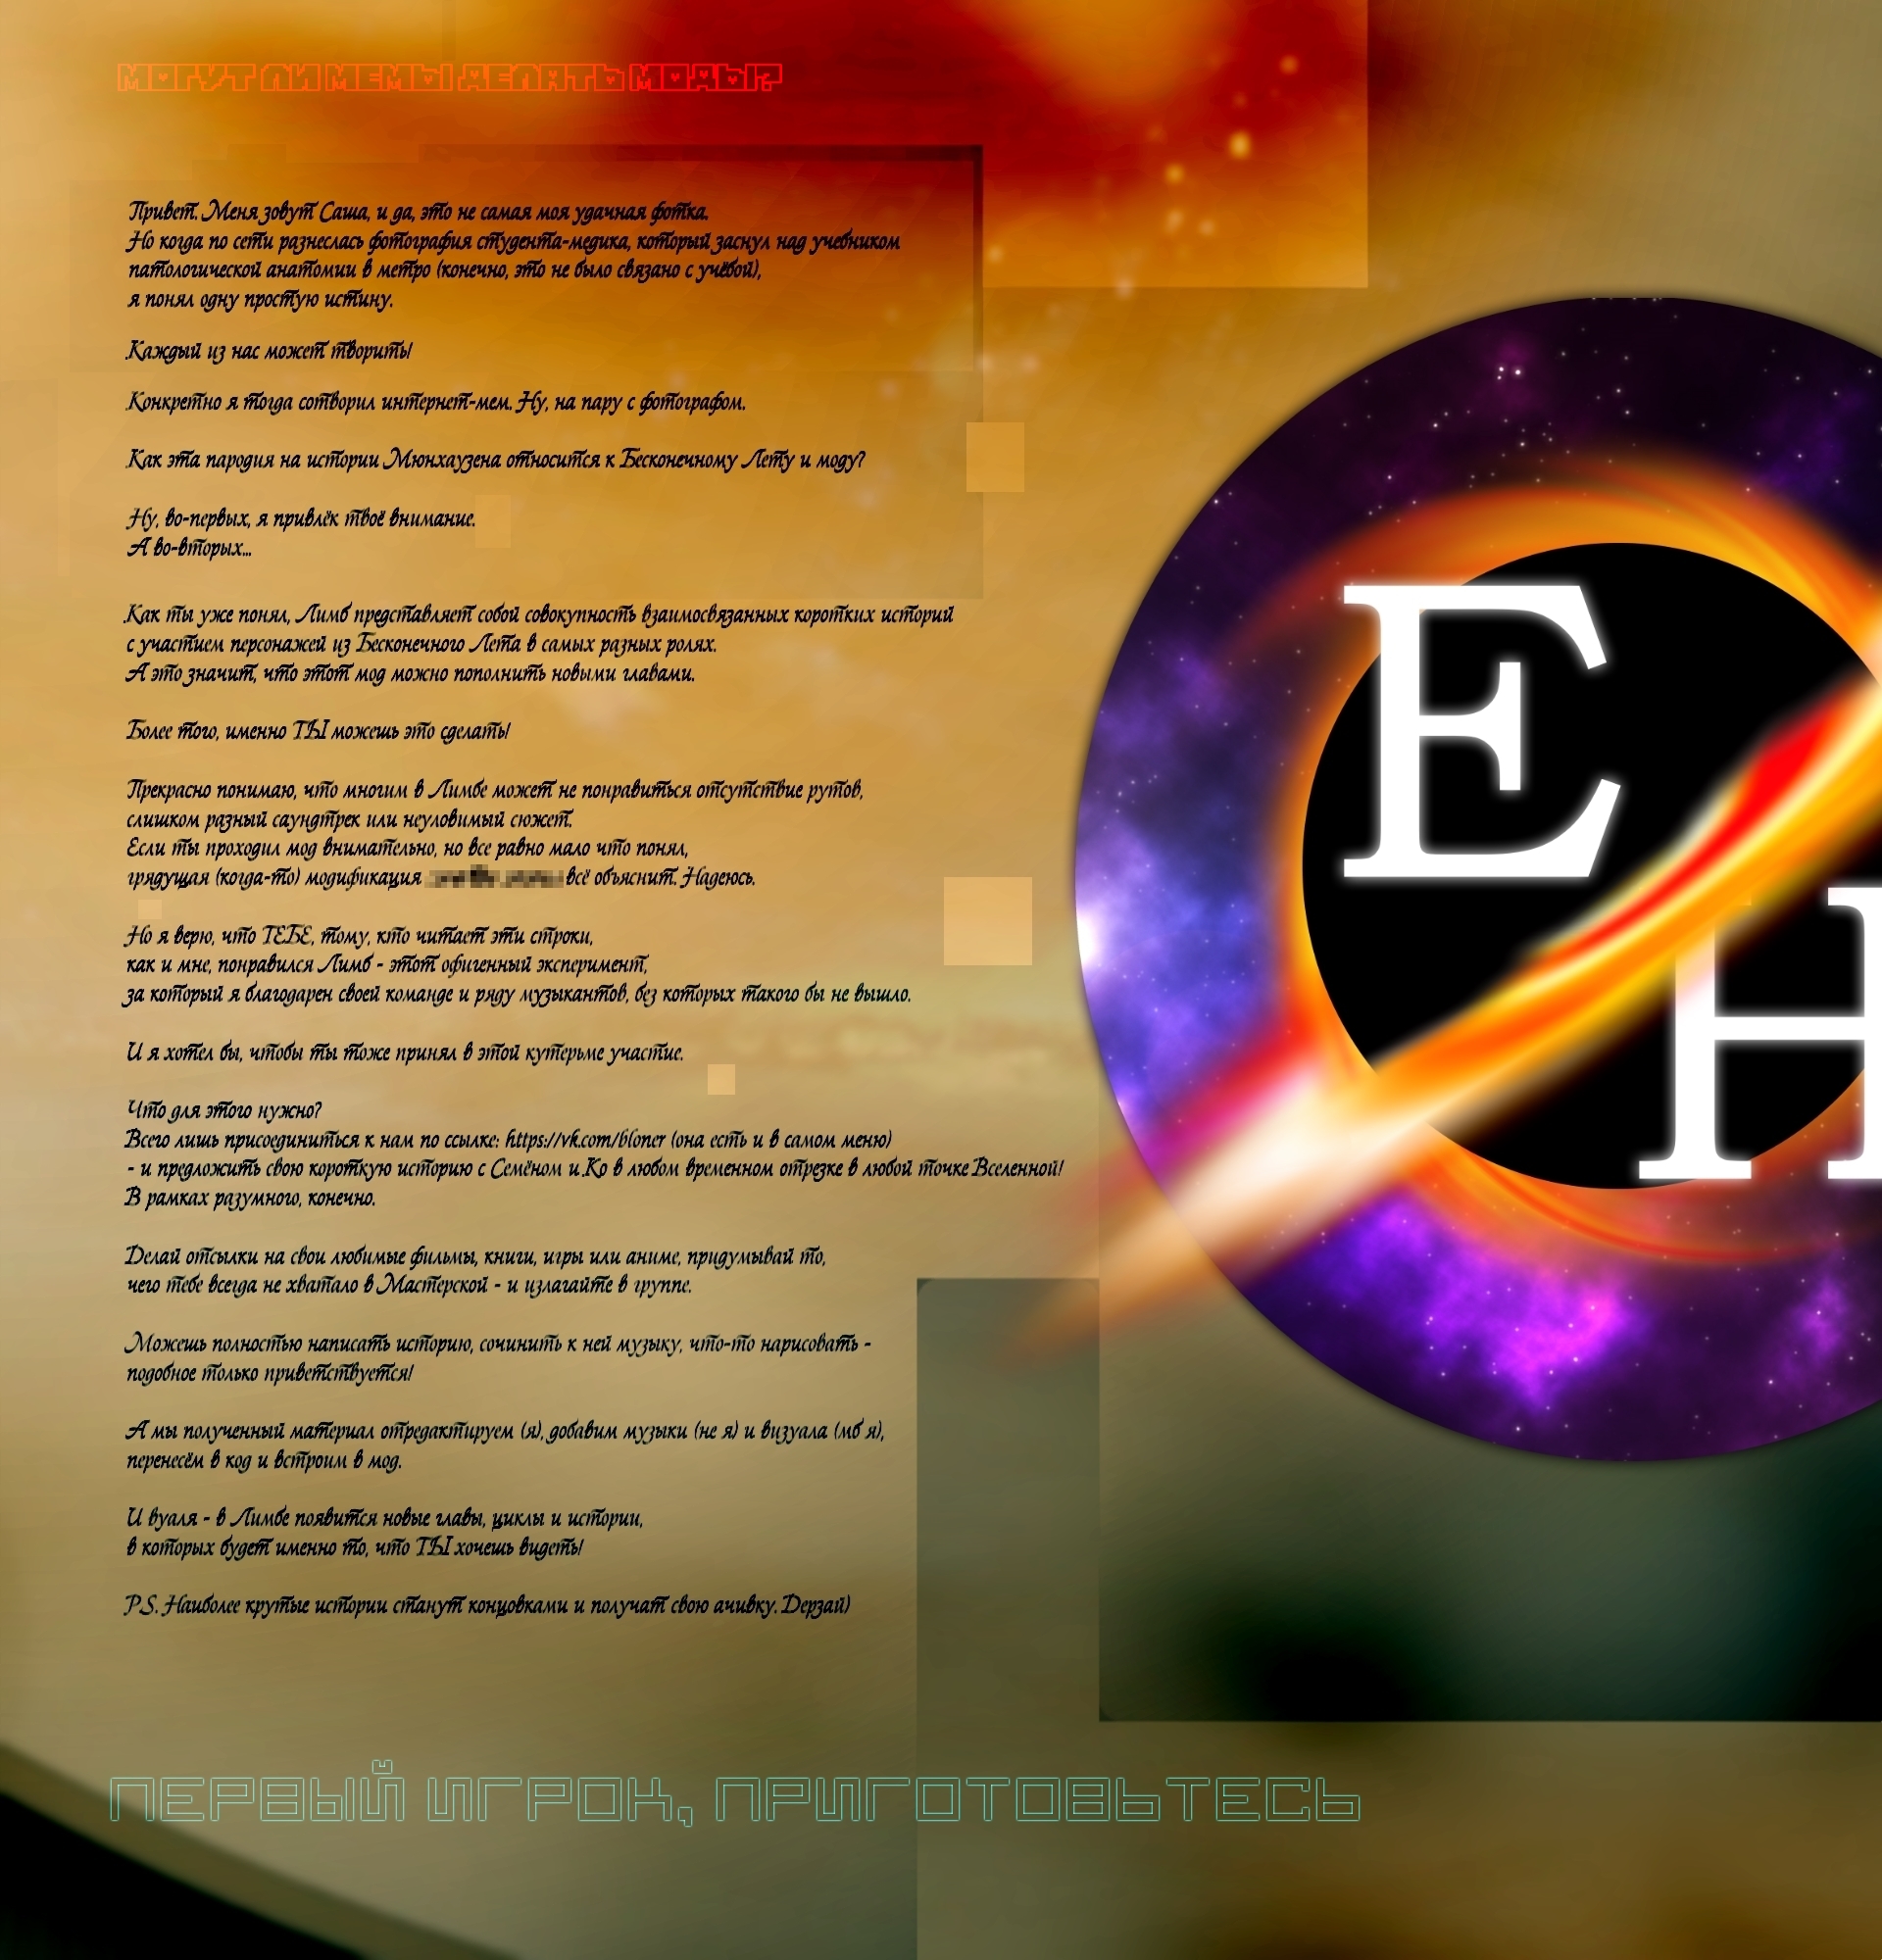 МОГУТ ЛИ МЕМЫ ДЕЛАТЬ МОДЫ?
Привет. Меня зовут Саша, и да, это не самая моя удачная фотка.
Но когда по сети разнеслась фотография студента-медика, который заснул над учебником
патологической анатомии в метро (конечно, это не было связано с учёбой),
я понял одну простую истину.
Каждый из нас может творить!
Конкретно я тогда сотворил интернет-мем. Ну, на пару с фотографом.
Как эта пародия на истории Мюнхаузена относится к Бесконечному Лету и моду?
Ну, во-первых, я привлёк твоё внимание.
А во-вторых...
Как ты уже понял, Лимб представляет собой совокупность взаимосвязанных коротких историй
с участием персонажей из Бесконечного Лета в самых разных ролях.
А это значит, что этот мод можно пополнить новыми главами.
Более того, именно ТЫ можешь это сделать!
Прекрасно понимаю, что многим в Лимбе может не понравиться отсутствие рутов,
слишком разный саундтрек или неуловимый сюжет.
Если ты проходил мод внимательно, но все равно мало что понял,
грядущая (когда-то) модификация всё объяснит. Надеюсь.
Но я верю, что ТЕБЕ, тому, кто читает эти строки,
как и мне, понравился Лимб - этот офигенный эксперимент,
за который я благодарен своей команде и ряду музыкантов, без которых такого бы не вышло.
И я хотел бы, чтобы ты тоже принял в этой кутерьме участие.
Что для этого нужно?
Всего лишь присоединиться к нам по ссылке: https://vk.com/bloner (она есть и в самом меню)
- и предложить свою короткую историю с Семёном и Ко в любом временном отрезке в любой точке Вселенной!
В рамках разумного, конечно.
Делай отсылки на свои любимые фильмы, книги, игры или аниме, придумывай то,
чего тебе всегда не хватало в Мастерской - и излагайте в группе.
Можешь полностью написать историю, сочинить к ней музыку, что-то нарисовать -
подобное только приветствуется!
А мы полученный материал отредактируем (я), добавим музыки (не я) и визуала (мб я),
перенесём в код и встроим в мод.
И вуаля - в Лимбе появится новые главы, циклы и истории,
в которых будет именно то, что ТЫ хочешь видеть!
P.S. Наиболее крутые истории станут концовками и получат свою ачивку. Дерзай)
E
H
ПЕРВЫЙ ИГРОК, ПРИГОТОВЬТЕСЬ